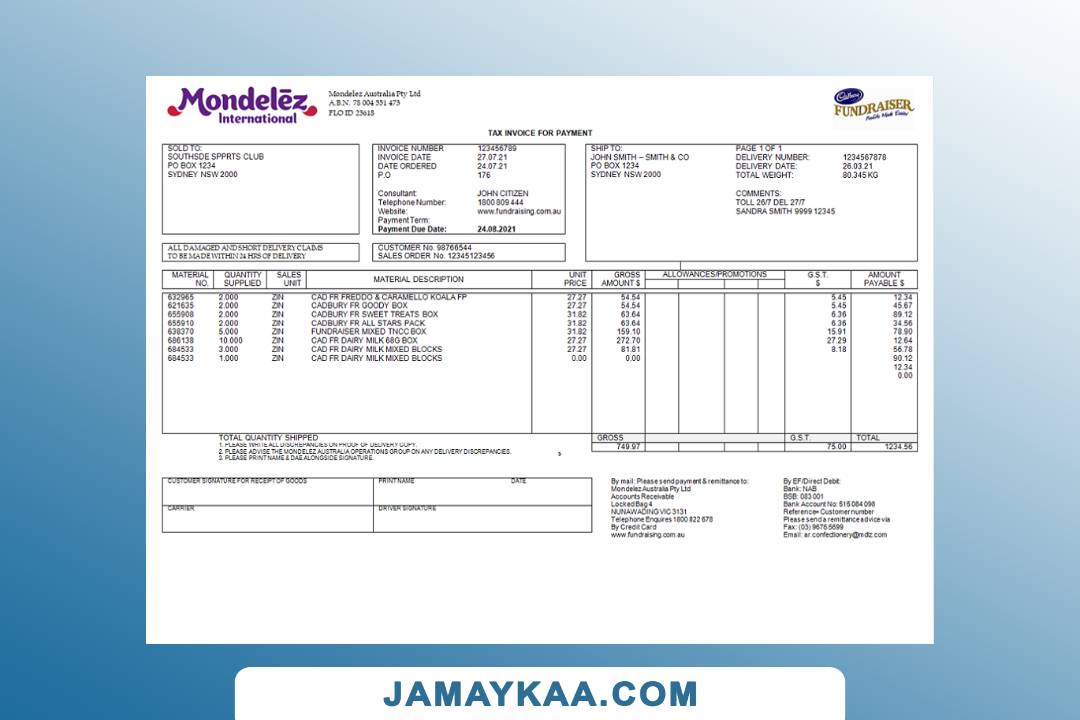 Mondelēz
International
Mondelez Australia Pty Ltd
A.B.N. 78 004 551 473
FLO ID 23618
Cadbury
FUNDRAISER
TAX INVOICE FOR PAYMENT
SOLD TO:
SOUTHSDE SPPRTS CLUB
PO BOX 1234
SYDNEY NSW 2000
INVOICE NUMBER 123456789
INVOICE DATE 27.07.21
DATE ORDERED 24.07.21
P.O 176
Consultant: JOHN CITIZEN
Telephone Number: 1800 809 444
Website: www.fundraising.com.au
Payment Term:
Payment Due Date: 24.08.2021
SHIP TO:
JOHN SMITH – SMITH & CO
PO BOX 1234
SYDNEY NSW 2000
PAGE 1 OF 1
DELIVERY NUMBER: 1234567878
DELIVERY DATE: 26.03.21
TOTAL WEIGHT: 80.345 KG
COMMENTS:
TOLL 26/7 DEL 27/7
SANDRA SMITH 9999 12345
ALL DAMAGED AND SHORT DELIVERY CLAIMS
TO BE MADE WITHIN 24 HRS OF DELIVERY
CUSTOMER No. 98766544
SALES ORDER No. 12345123456
MATERIAL NO. QUANTITY SUPPLIED SALES UNIT MATERIAL DESCRIPTION UNIT PRICE GROSS AMOUNT $ ALLOWANCES/PROMOTIONS G.S.T. $ AMOUNT PAYABLE $
632965 2.000 ZIN CAD FR FREDDO & CARAMELLO KOALA FP 27.27 54.54 5.45 12.34
621635 2.000 ZIN CADBURY FR GOODY BOX 27.27 54.54 5.45 45.67
655908 2.000 ZIN CADBURY FR SWEET TREATS BOX 31.82 63.64 6.36 89.12
655910 2.000 ZIN CADBURY FR ALL STARS PACK 31.82 63.64 6.36 34.56
638370 5.000 ZIN FUNDRAISER MIXED TNCC BOX 31.82 159.10 15.91 78.90
686138 10.000 ZIN CAD FR DAIRY MILK 68G BOX 27.27 272.70 27.29 12.64
684533 3.000 ZIN CAD FR DAIRY MILK MIXED BLOCKS 27.27 81.81 8.18 56.78
684533 1.000 ZIN CAD FR DAIRY MILK MIXED BLOCKS 0.00 0.00 90.12
12.34
0.00
TOTAL QUANTITY SHIPPED
1. PLEASE WRITE ALL DISCREPANCIES ON PROOF OF DELIVERY COPY.
2. PLEASE ADVISE THE MONDELEZ AUSTRALIA OPERATIONS GROUP ON ANY DELIVERY DISCREPANCIES.
3. PLEASE PRINT NAME & DAE ALONGSIDE SIGNATURE.
GROSS G.S.T. TOTAL
749.97 75.00 1234.56
CUSTOMER SIGNATURE FOR RECEIPT OF GOODS PRINT NAME DATE
CARRIER DRIVER SIGNATURE
By mail: Please send payment & remittance to:
Mondelez Australia Pty Ltd
Accounts Receivable
Locked Bag 4
NUNAWADING VIC 3131
Telephone Enquires 1800 822 678
By Credit Card
www.fundraising.com.au
By EF/Direct Debit:
Bank: NAB
BSB: 083 001
Bank Account No: 515 084 098
Reference= Customer number
Please send a remittance advice via
Fax: (03) 9676 5699
Email: ar.confectionery@mdlz.com
JAMAYKAA.COM